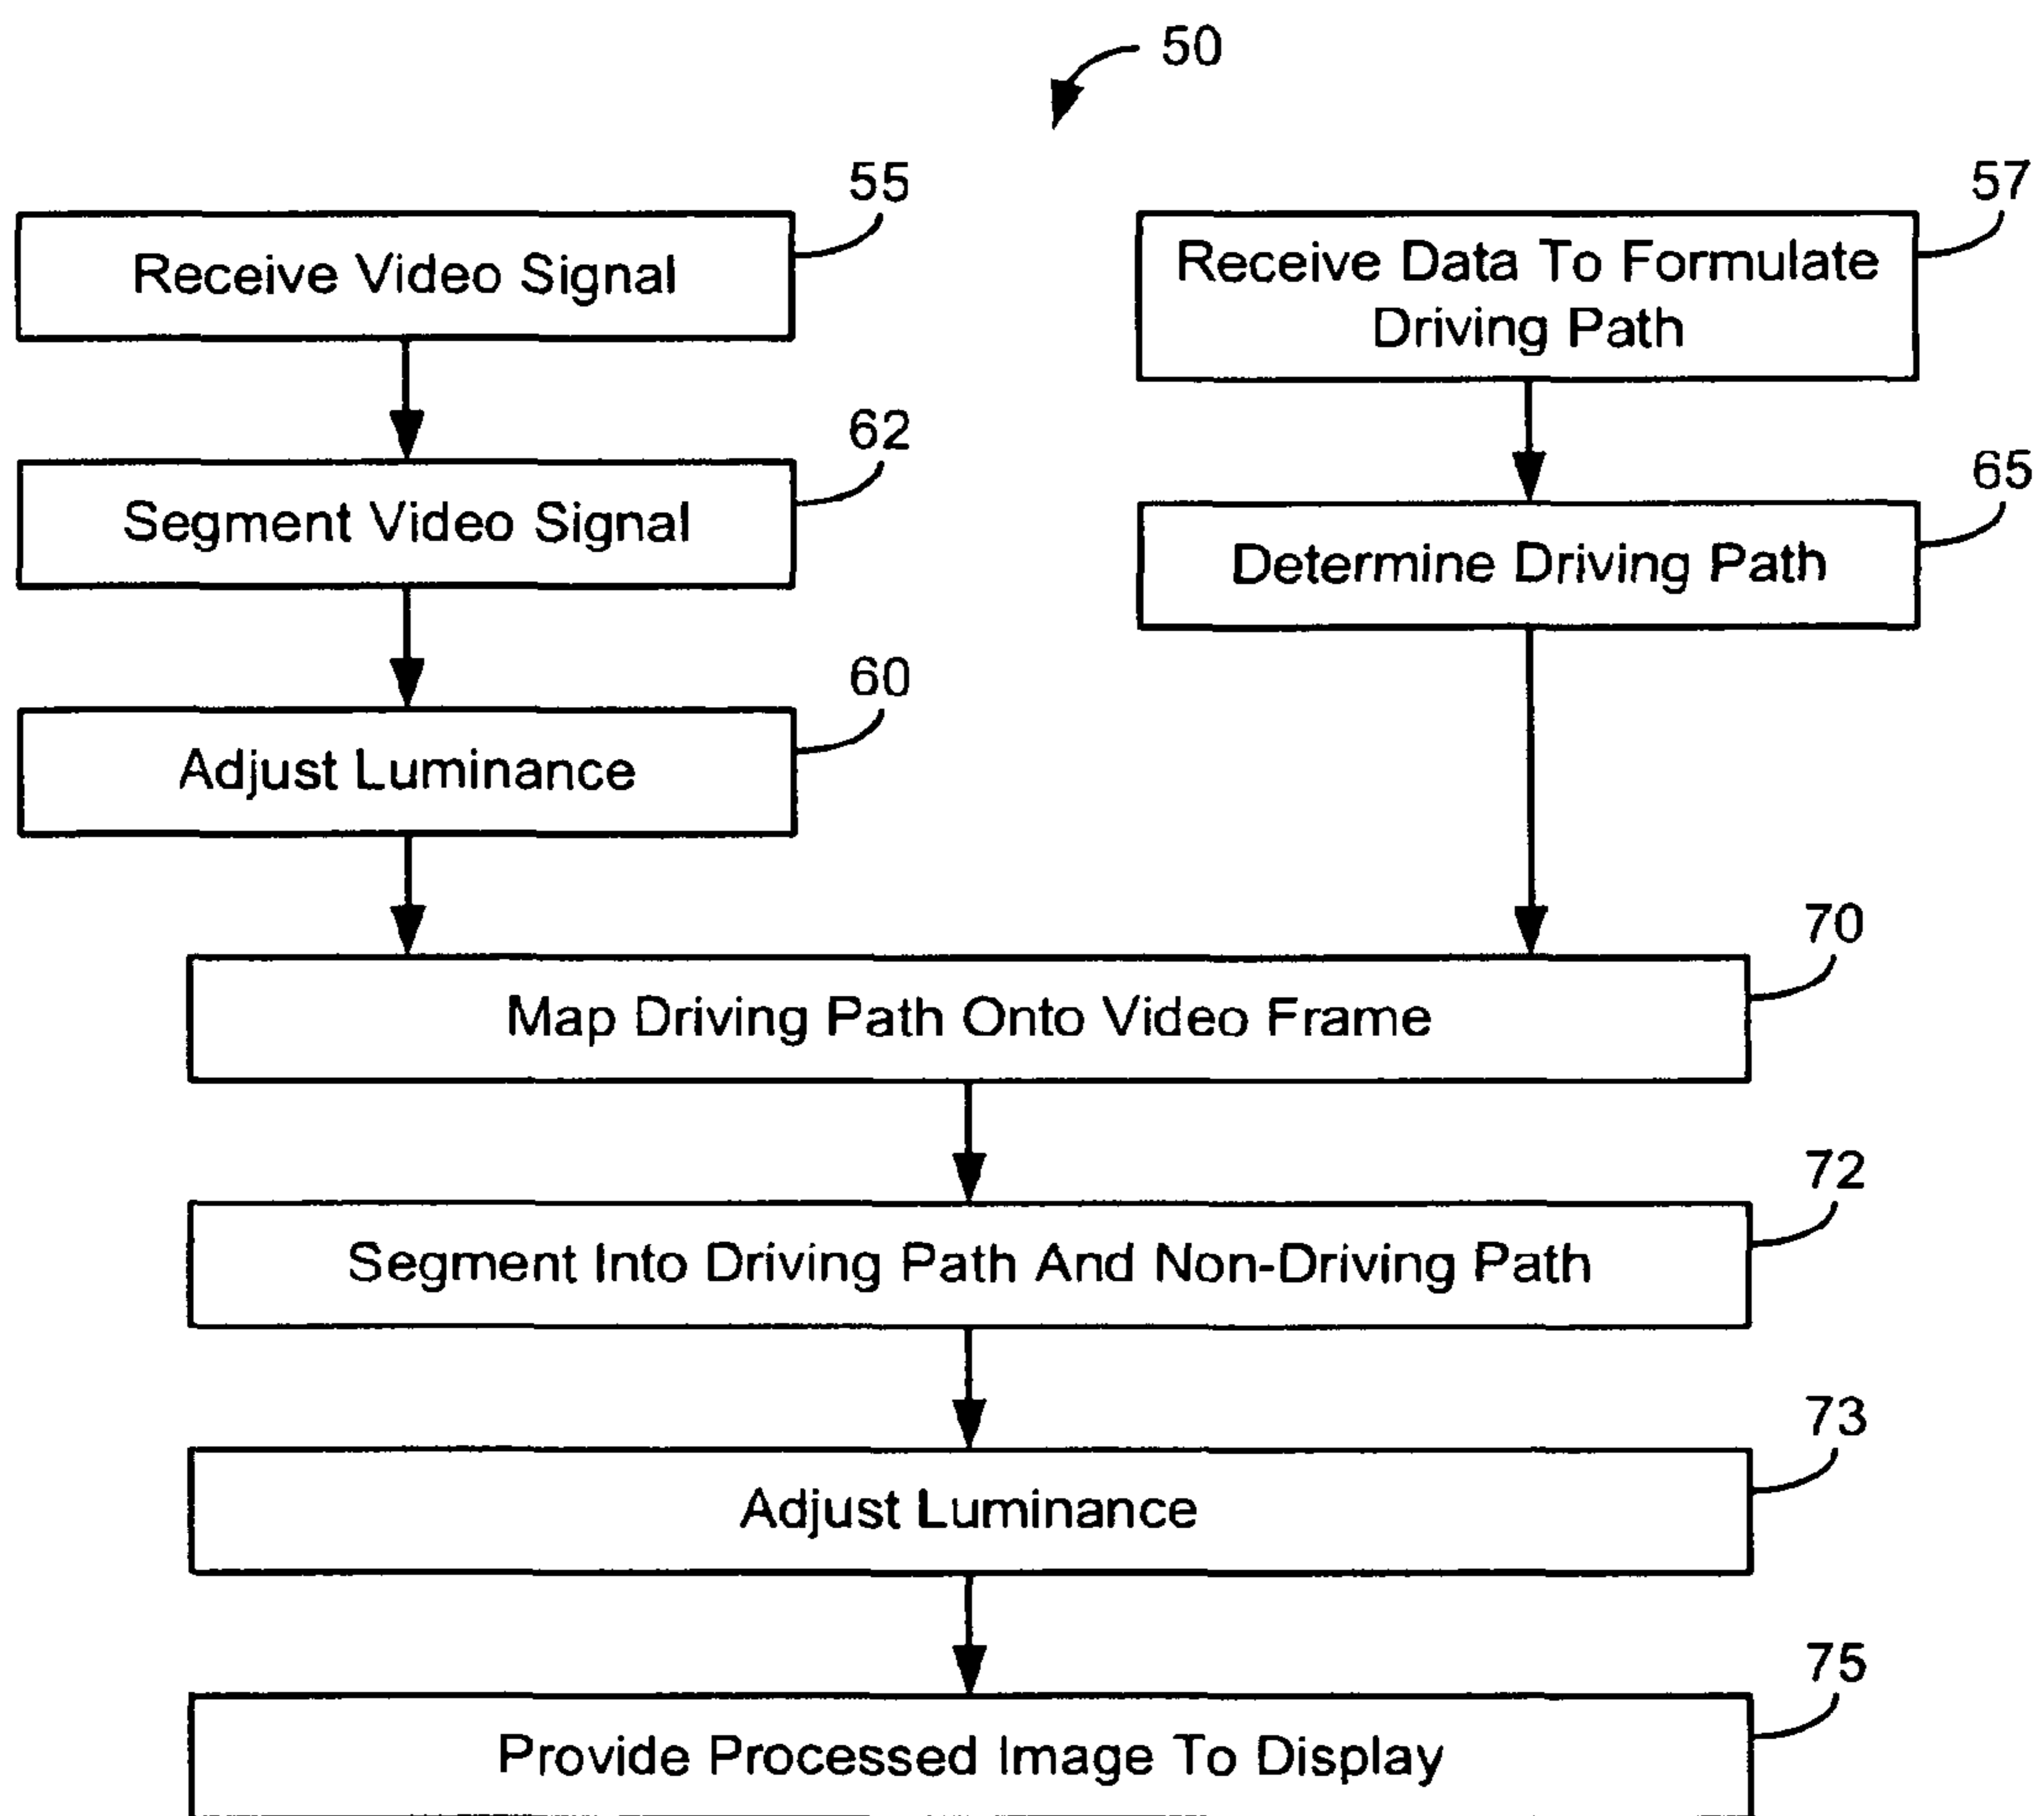 50
55
Receive Video Signal
57
Receive Data To Formulate
Driving Path
62
Segment Video Signal
65
Determine Driving Path
60
Adjust Luminance
70
Map Driving Path Onto Video Frame
72
Segment Into Driving Path And Non-Driving Path
73
Adjust Luminance
75
Provide Processed Image To Display